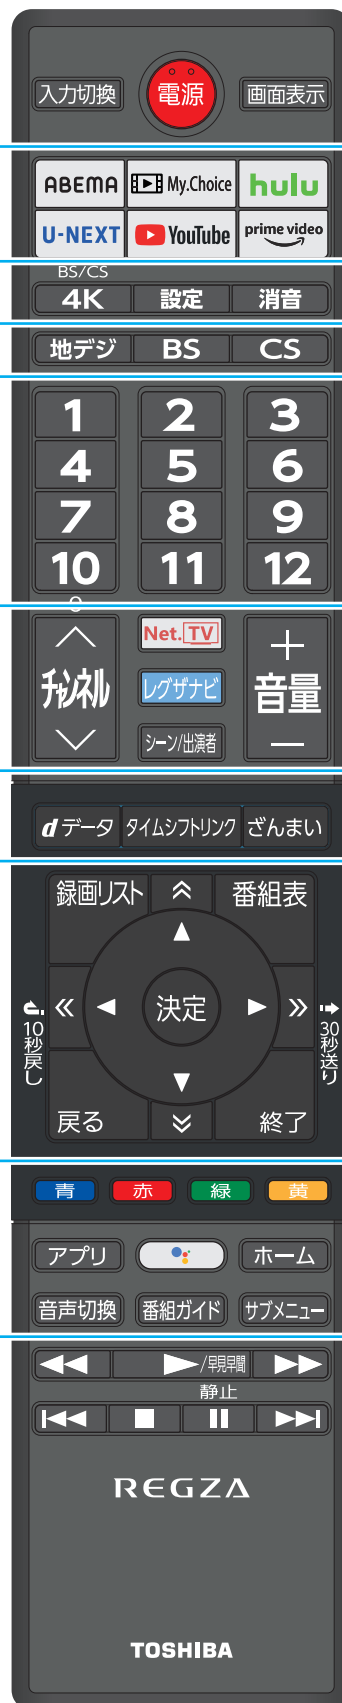 入力切換 電源 画面表示
ABEMA My.Choice hulu
U-NEXT YouTube prime video
BS/CS
4K 設定 消音
地デジ BS CS
1 2 3
4 5 6
7 8 9
10 11 12
Net.TV
チャンネル レグザナビ 音量
シーン/出演者
dデータ タイムシフトリンク ざんまい
録画リスト 番組表
10秒戻し 決定 30秒送り
戻る 終了
青 赤 緑 黄
アプリ ホーム
音声切換 番組ガイド サブメニュー
/早見早聞
静止
REGZA
TOSHIBA